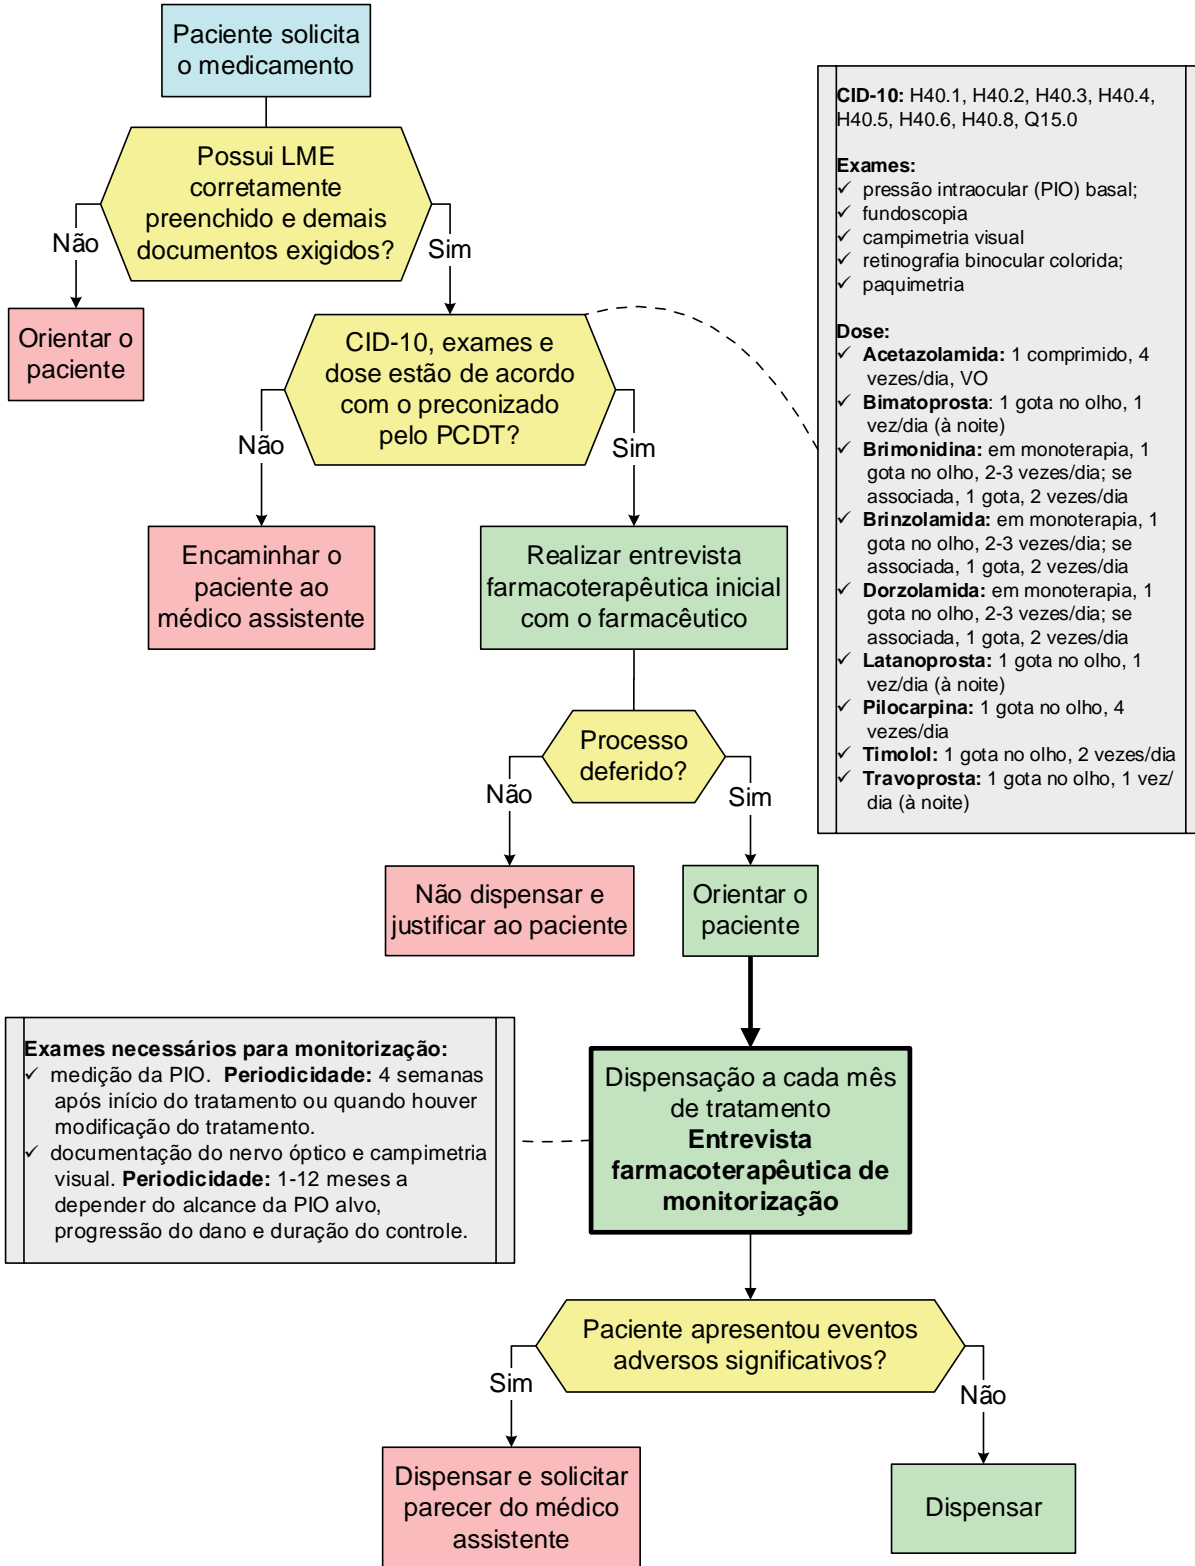 Paciente solicita
o medicamento
Possui LME
corretamente
preenchido e demais
documentos exigidos?
Não
Sim
Orientar o
paciente
CID-10, exames e
dose estão de acordo
com o preconizado
pelo PCDT?
Não
Sim
Encaminhar o
paciente ao
médico assistente
Realizar entrevista
farmacoterapêutica inicial
com o farmacêutico
Processo
deferido?
Não
Sim
Não dispensar e
justificar ao paciente
Orientar o
paciente
CID-10: H40.1, H40.2, H40.3, H40.4,
H40.5, H40.6, H40.8, Q15.0
Exames:
✓ pressão intraocular (PIO) basal;
✓ fundoscopia
✓ campimetria visual
✓ retinografia binocular colorida;
✓ paquimetria
Dose:
✓ Acetazolamida: 1 comprimido, 4
vezes/dia, VO
✓ Bimatoprosta: 1 gota no olho, 1
vez/dia (à noite)
✓ Brimonidina: em monoterapia, 1
gota no olho, 2-3 vezes/dia; se
associada, 1 gota, 2 vezes/dia
✓ Brinzolamida: em monoterapia, 1
gota no olho, 2-3 vezes/dia; se
associada, 1 gota, 2 vezes/dia
✓ Dorzolamida: em monoterapia, 1
gota no olho, 2-3 vezes/dia; se
associada, 1 gota, 2 vezes/dia
✓ Latanoprosta: 1 gota no olho, 1
vez/dia (à noite)
✓ Pilocarpina: 1 gota no olho, 4
vezes/dia
✓ Timolol: 1 gota no olho, 2 vezes/dia
✓ Travoprosta: 1 gota no olho, 1 vez/
dia (à noite)
Exames necessários para monitorização:
✓ medição da PIO. Periodicidade: 4 semanas
após início do tratamento ou quando houver
modificação do tratamento.
✓ documentação do nervo óptico e campimetria
visual. Periodicidade: 1-12 meses a
depender do alcance da PIO alvo,
progressão do dano e duração do controle.
Dispensação a cada mês
de tratamento
Entrevista
farmacoterapêutica de
monitorização
Paciente apresentou eventos
adversos significativos?
Sim
Não
Dispensar e solicitar
parecer do médico
assistente
Dispensar